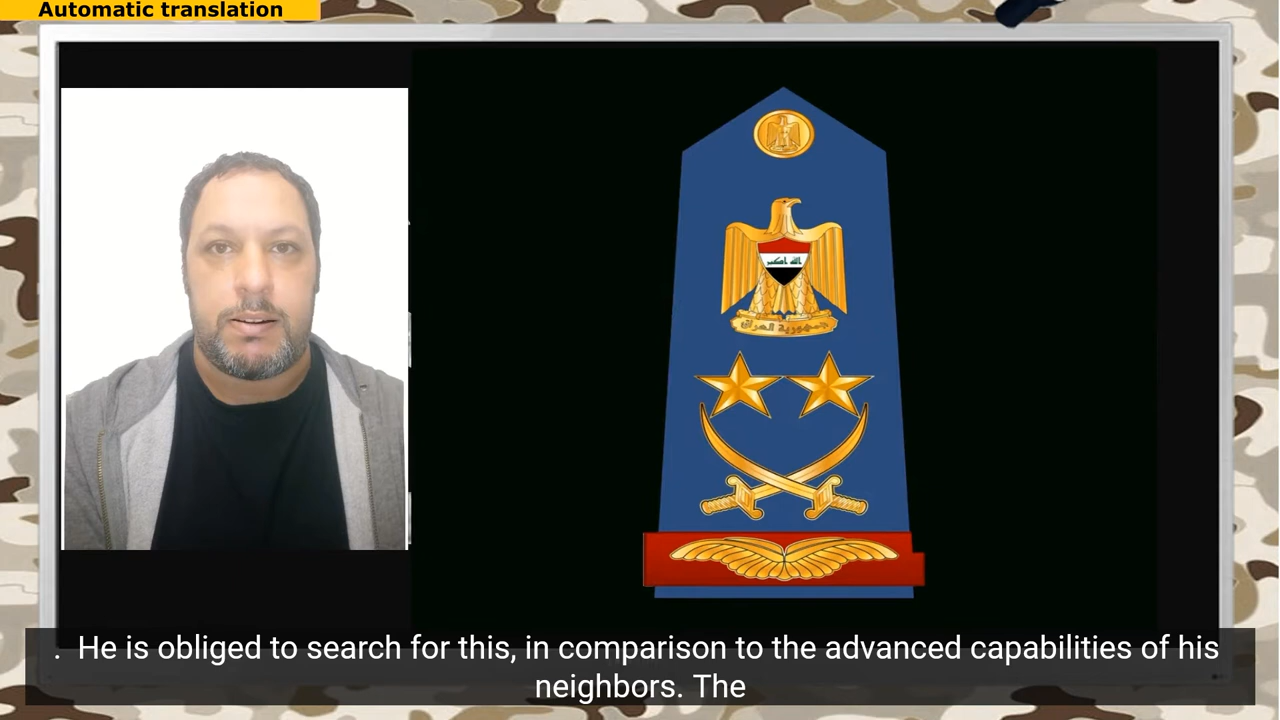 Automatic translation
الله اكبر
جمهورية العراق
. He is obliged to search for this, in comparison to the advanced capabilities of his
neighbors. The